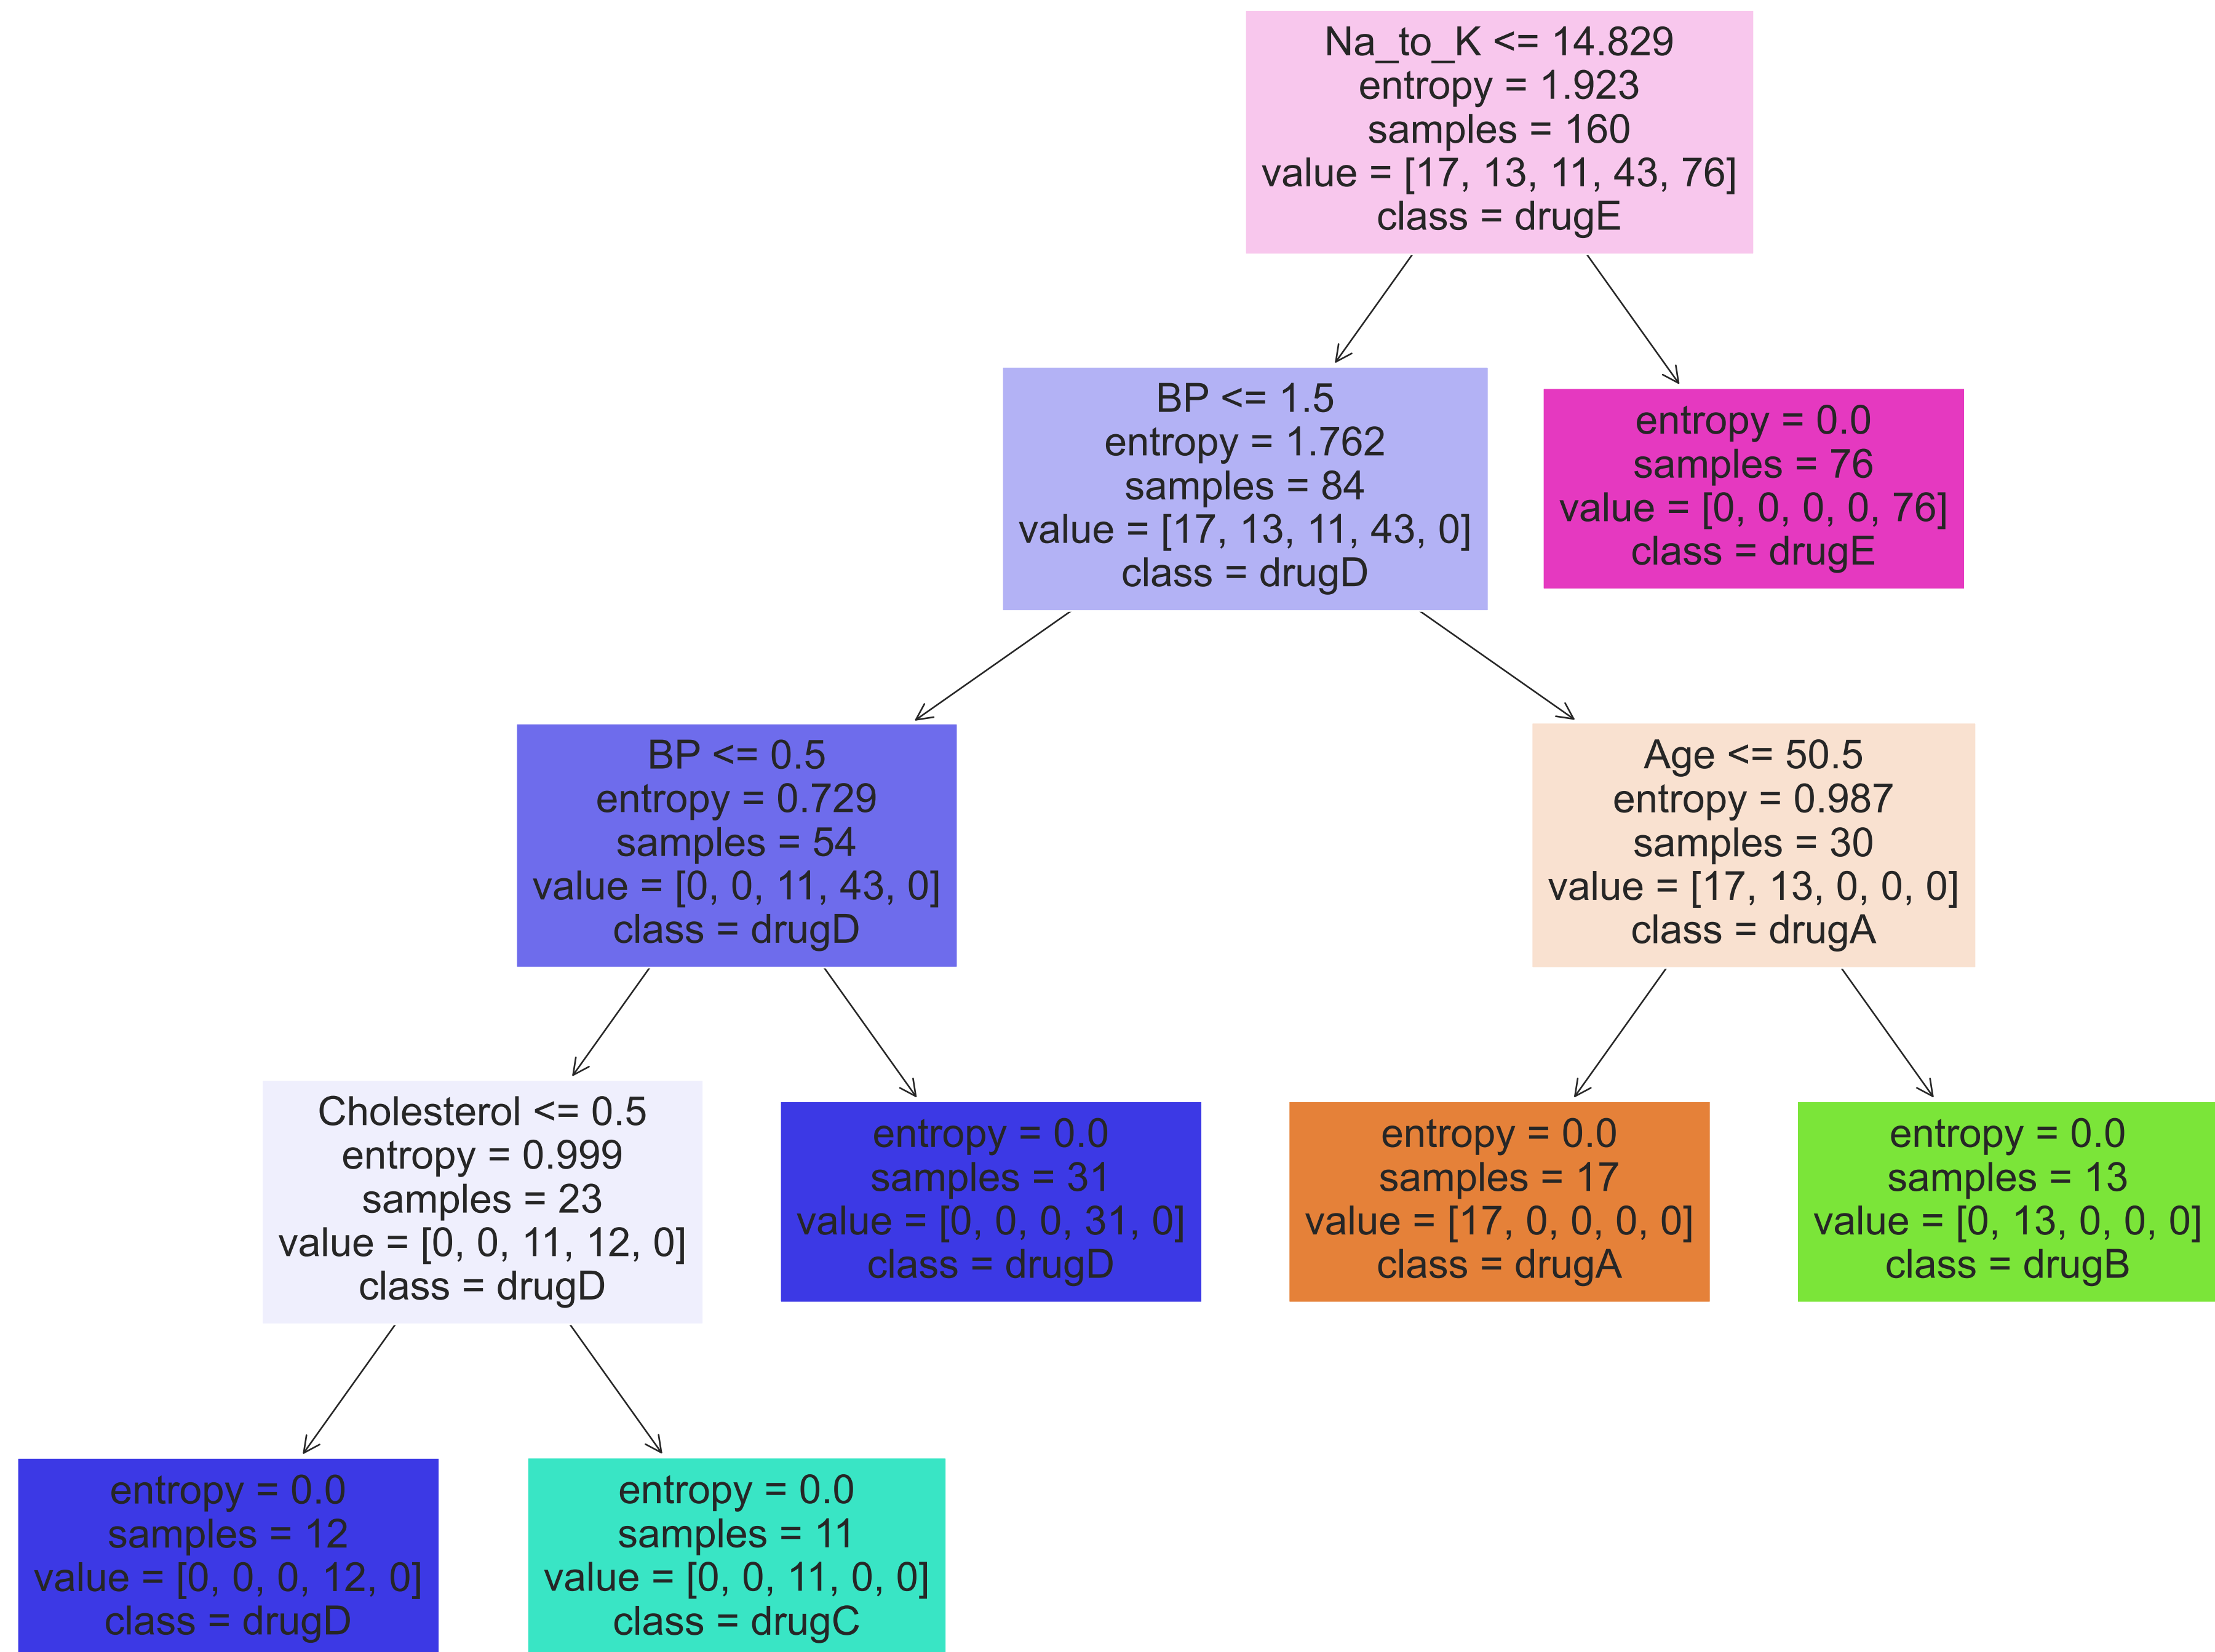 Na_to_K <= 14.829
entropy = 1.923
samples = 160
value = [17, 13, 11, 43, 76]
class = drugE
BP <= 1.5
entropy = 1.762
samples = 84
value = [17, 13, 11, 43, 0]
class = drugD
entropy = 0.0
samples = 76
value = [0, 0, 0, 0, 76]
class = drugE
BP <= 0.5
entropy = 0.729
samples = 54
value = [0, 0, 11, 43, 0]
class = drugD
Age <= 50.5
entropy = 0.987
samples = 30
value = [17, 13, 0, 0, 0]
class = drugA
Cholesterol <= 0.5
entropy = 0.999
samples = 23
value = [0, 0, 11, 12, 0]
class = drugD
entropy = 0.0
samples = 31
value = [0, 0, 0, 31, 0]
class = drugD
entropy = 0.0
samples = 17
value = [17, 0, 0, 0, 0]
class = drugA
entropy = 0.0
samples = 13
value = [0, 13, 0, 0, 0]
class = drugB
entropy = 0.0
samples = 12
value = [0, 0, 0, 12, 0]
class = drugD
entropy = 0.0
samples = 11
value = [0, 0, 11, 0, 0]
class = drugC